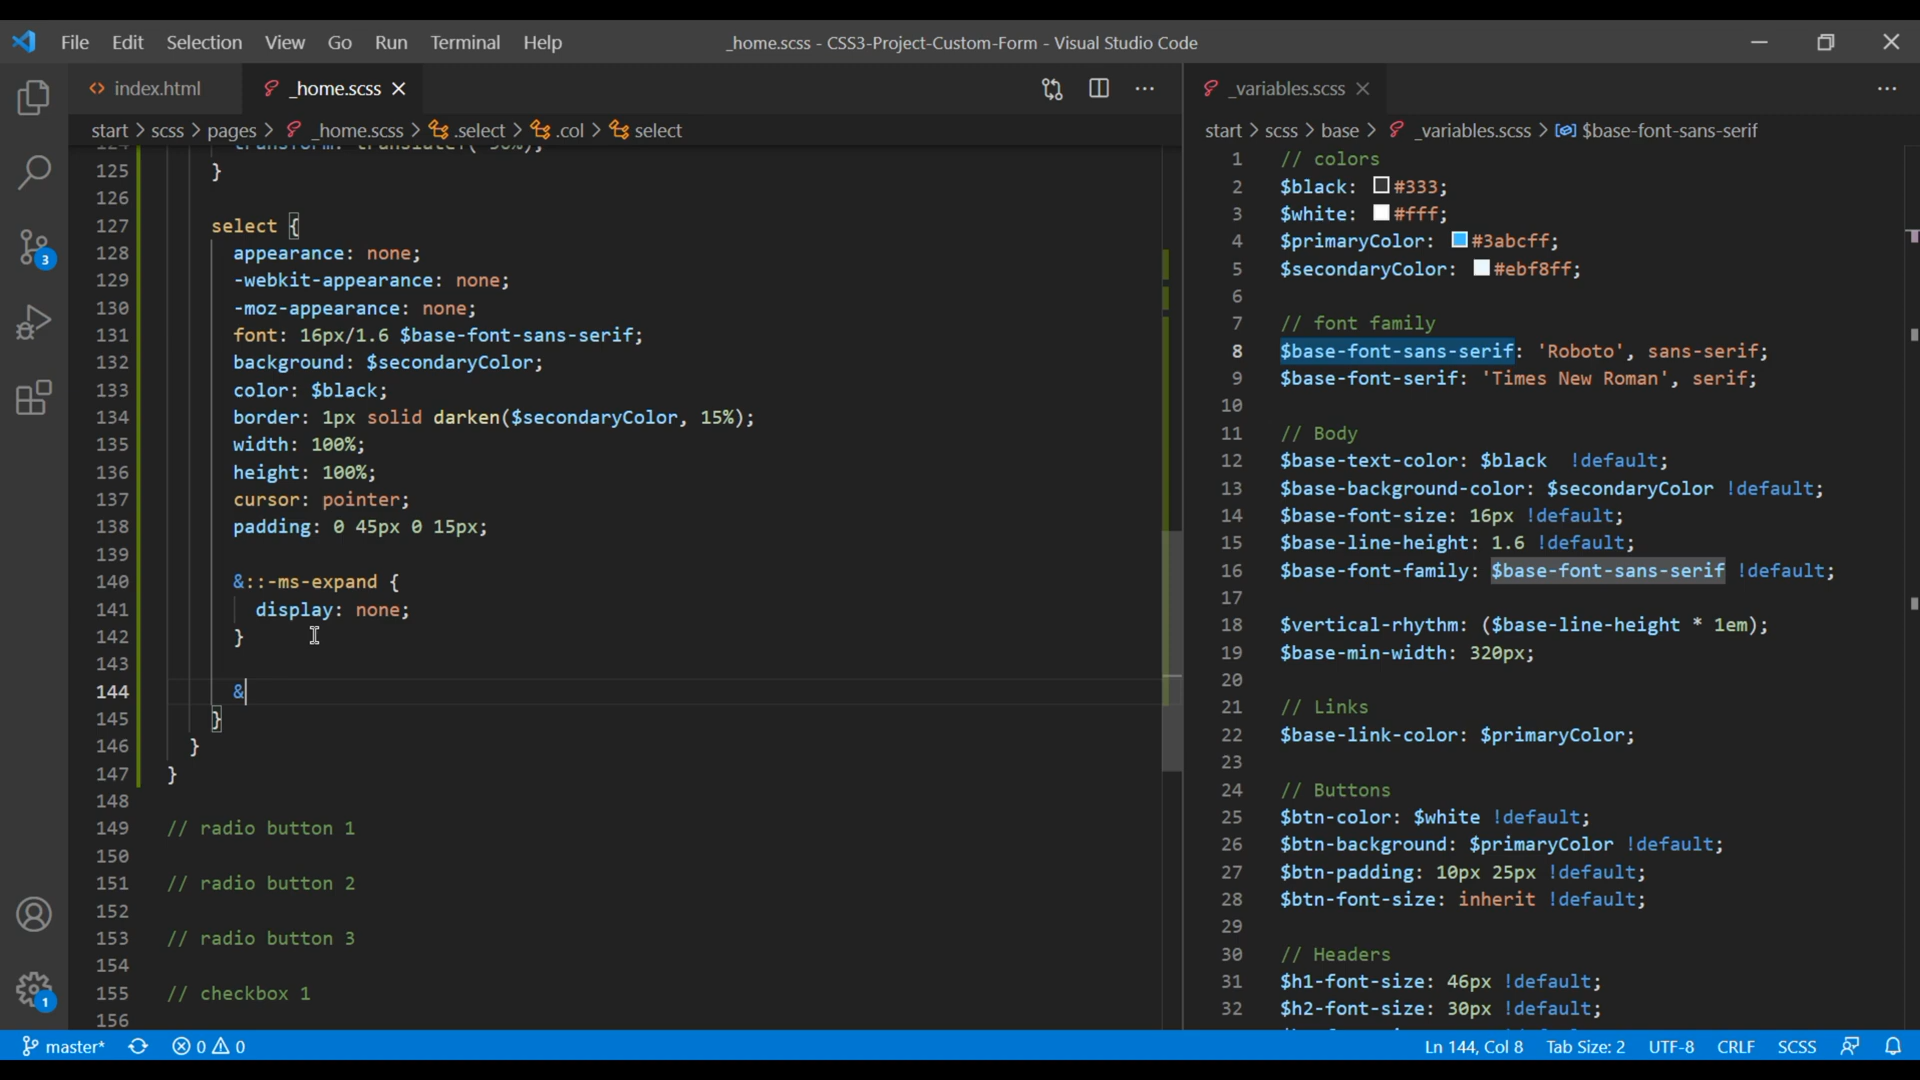 File Edit Selection View Go Run Terminal Help
_home.scss - CSS3-Project-Custom-Form - Visual Studio Code
index.html _home.scss
start > scss > pages > _home.scss > .select > .col > select
125 }
126
127 select {
128 appearance: none;
129 -webkit-appearance: none;
130 -moz-appearance: none;
131 font: 16px/1.6 $base-font-sans-serif;
132 background: $secondaryColor;
133 color: $black;
134 border: 1px solid darken($secondaryColor, 15%);
135 width: 100%;
136 height: 100%;
137 cursor: pointer;
138 padding: 0 45px 0 15px;
139
140 &::-ms-expand {
141 display: none;
142 }
143
144 &
145 }
146 }
147 }
148
149 // radio button 1
150
151 // radio button 2
152
153 // radio button 3
154
155 // checkbox 1
156
_variables.scss
start > scss > base > _variables.scss > $base-font-sans-serif
1 // colors
2 $black: #333;
3 $white: #fff;
4 $primaryColor: #3abcff;
5 $secondaryColor: #ebf8ff;
6
7 // font family
8 $base-font-sans-serif: 'Roboto', sans-serif;
9 $base-font-serif: 'Times New Roman', serif;
10
11 // Body
12 $base-text-color: $black !default;
13 $base-background-color: $secondaryColor !default;
14 $base-font-size: 16px !default;
15 $base-line-height: 1.6 !default;
16 $base-font-family: $base-font-sans-serif !default;
17
18 $vertical-rhythm: ($base-line-height * 1em);
19 $base-min-width: 320px;
20
21 // Links
22 $base-link-color: $primaryColor;
23
24 // Buttons
25 $btn-color: $white !default;
26 $btn-background: $primaryColor !default;
27 $btn-padding: 10px 25px !default;
28 $btn-font-size: inherit !default;
29
30 // Headers
31 $h1-font-size: 46px !default;
32 $h2-font-size: 30px !default;
3
1
master* 0 0
Ln 144, Col 8 Tab Size: 2 UTF-8 CRLF SCSS